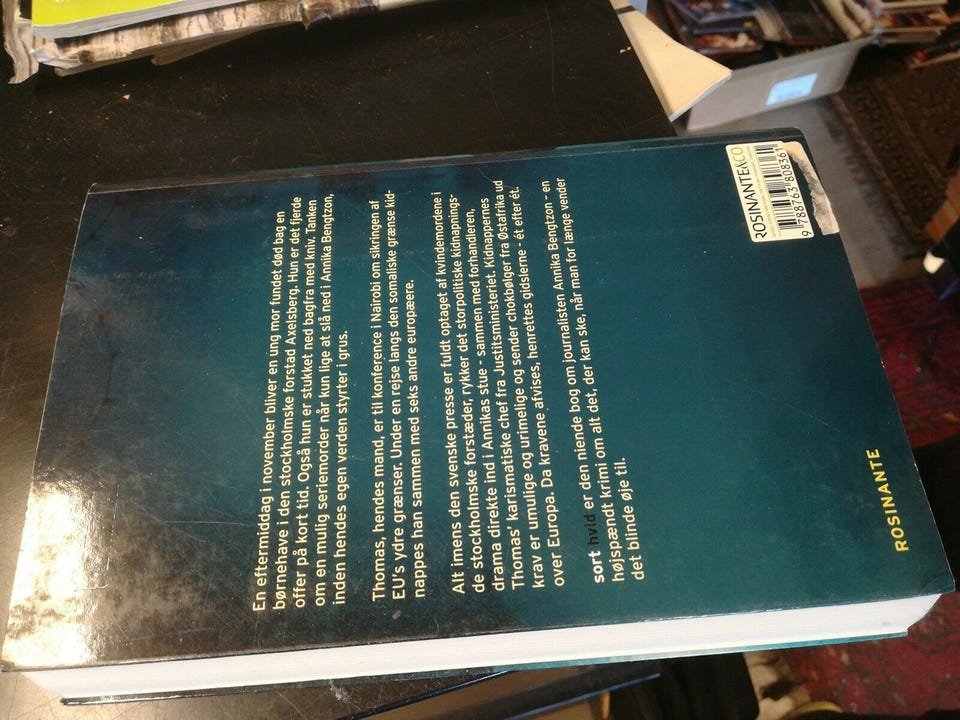 En eftermiddag i november bliver en ung mor fundet død bag en
børnehave i den stockholmske forstad Axelsberg. Hun er det fjerde
offer på kort tid. Også hun er stukket ned bagfra med kniv. Tanken
om en mulig seriemorder når kun lige at slå ned i Annika Bengtzon,
inden hendes egen verden styrter i grus.
Thomas, hendes mand, er til konference i Nairobi om sikringen af
EU's ydre grænser. Under en rejse langs den somaliske grænse kid-
nappes han sammen med seks andre europæere.
Alt imens den svenske presse er fuldt optaget af kvindemordene i
de stockholmske forstæder, rykker det storpolitiske kidnapnings-
drama direkte ind i Annikas stue - sammen med forhandleren,
Thomas' karismatiske chef fra Justitsministeriet. Kidnappernes
krav er umulige og urimelige og sender chokbølger fra Østafrika ud
over Europa. Da kravene afvises, henrettes gidslerne - ét efter ét.
sort hvid er den niende bog om journalisten Annika Bengtzon - en
højspændt krimi om alt det, der kan ske, når man for længe vender
det blinde øje til.
ROSINANTE&CO
9 788763 808361
ROSINANTE